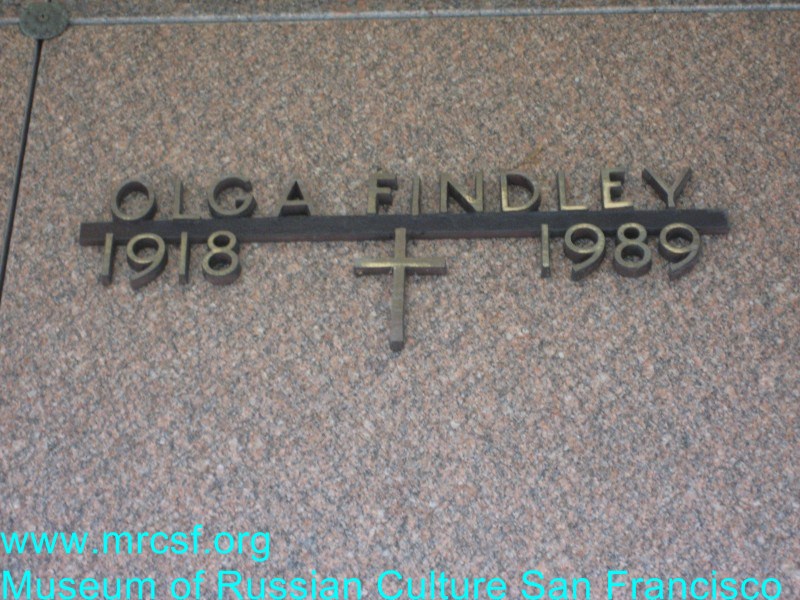 OLGA FINDLEY
1918 1989
www.mrcsf.org
Museum of Russian Culture San Francisco